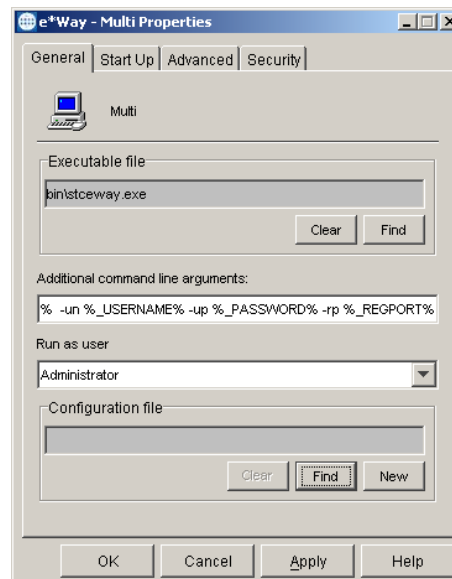 e*Way - Multi Properties
General Start Up Advanced Security
Multi
Executable file
bin\stceway.exe
Clear Find
Additional command line arguments:
% -un %_USERNAME% -up %_PASSWORD% -rp %_REGPORT%
Run as user
Administrator
Configuration file
Clear Find New
OK Cancel Apply Help